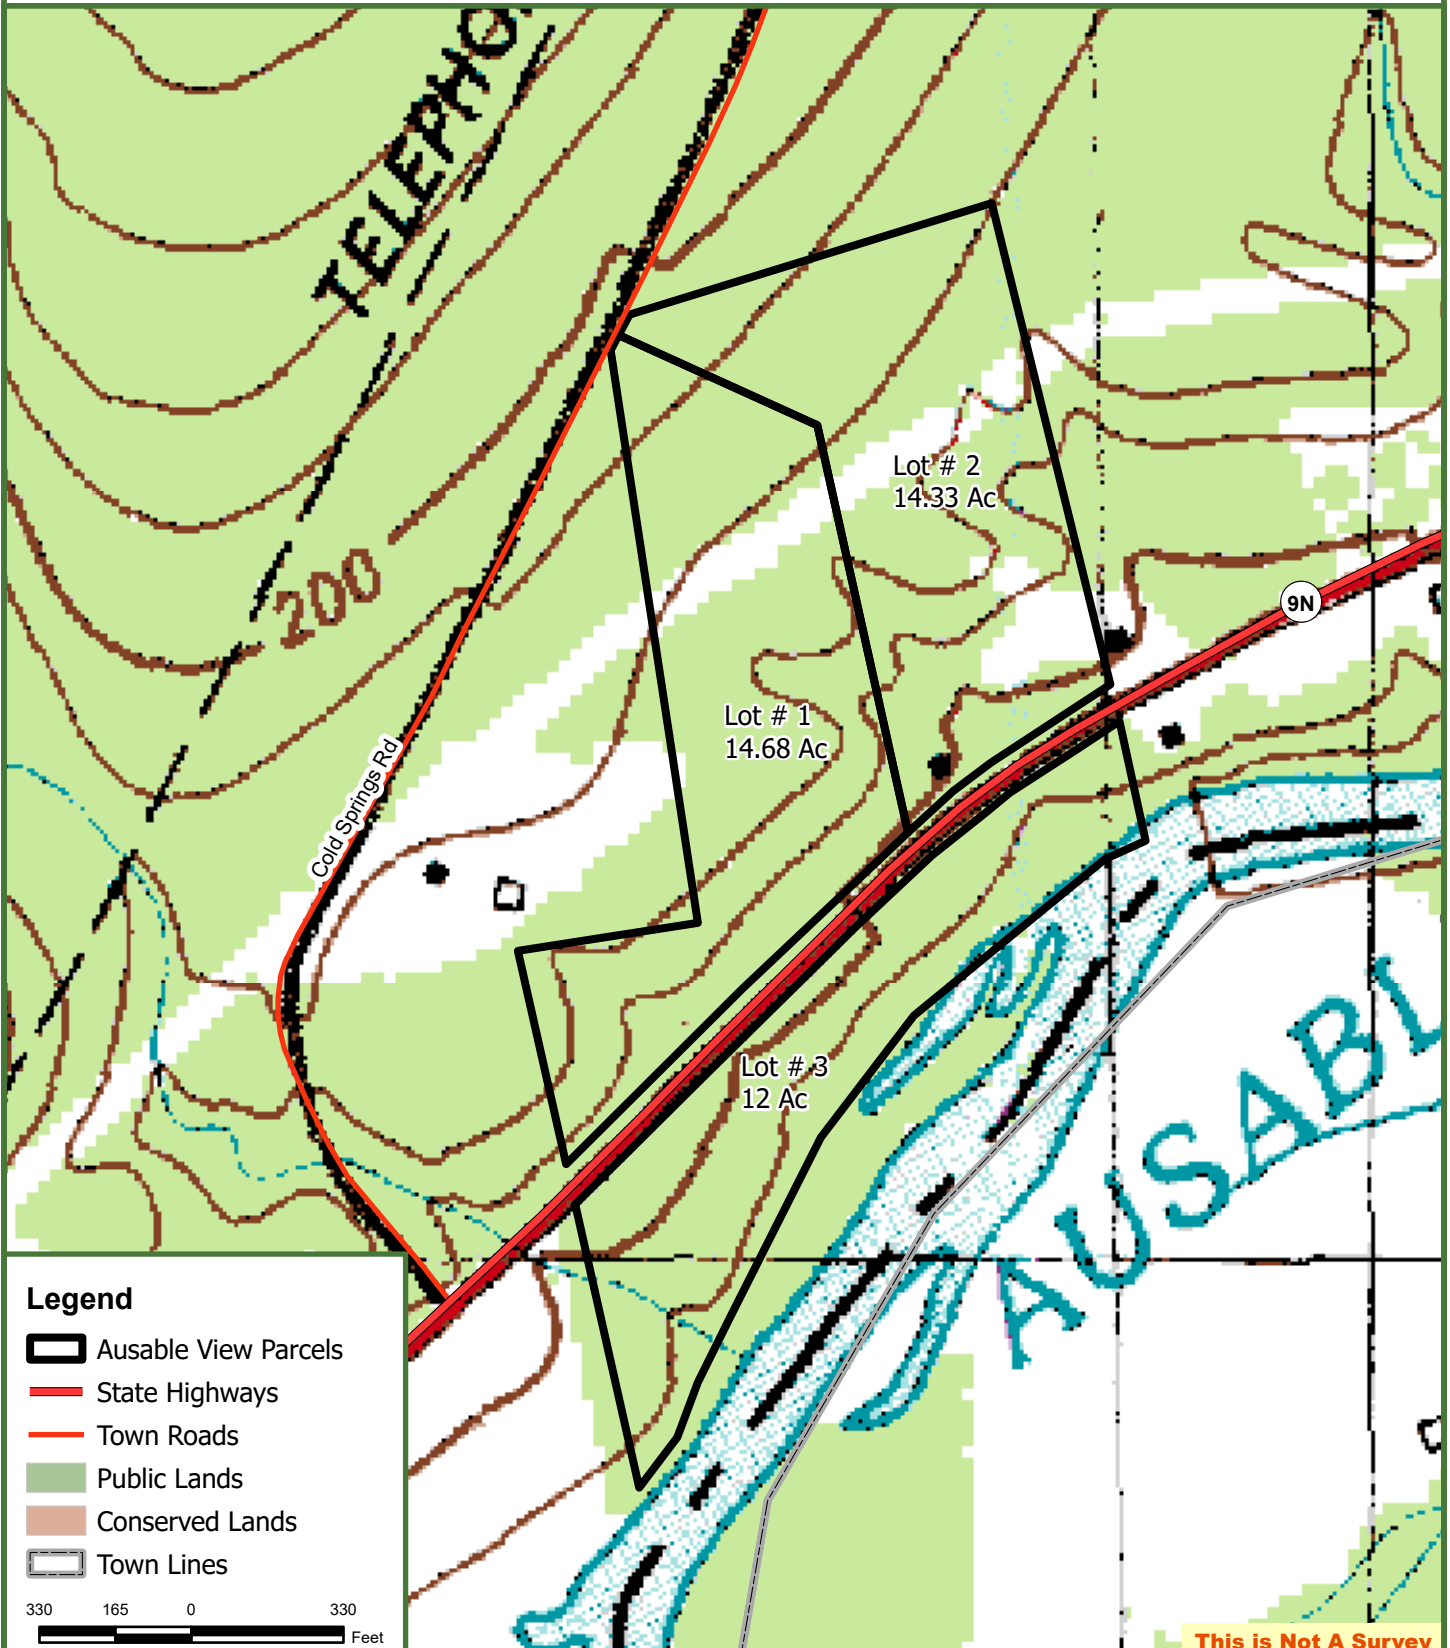 TELEPHO
Lot # 2
14.33 Ac
200
9N
Lot # 1
14.68 Ac
Cold Springs Rd
Lot # 3
12 Ac
AUSABL
Legend
Ausable View Parcels
State Highways
Town Roads
Public Lands
Conserved Lands
Town Lines
330 165 0 330
Feet
This is Not A Survey